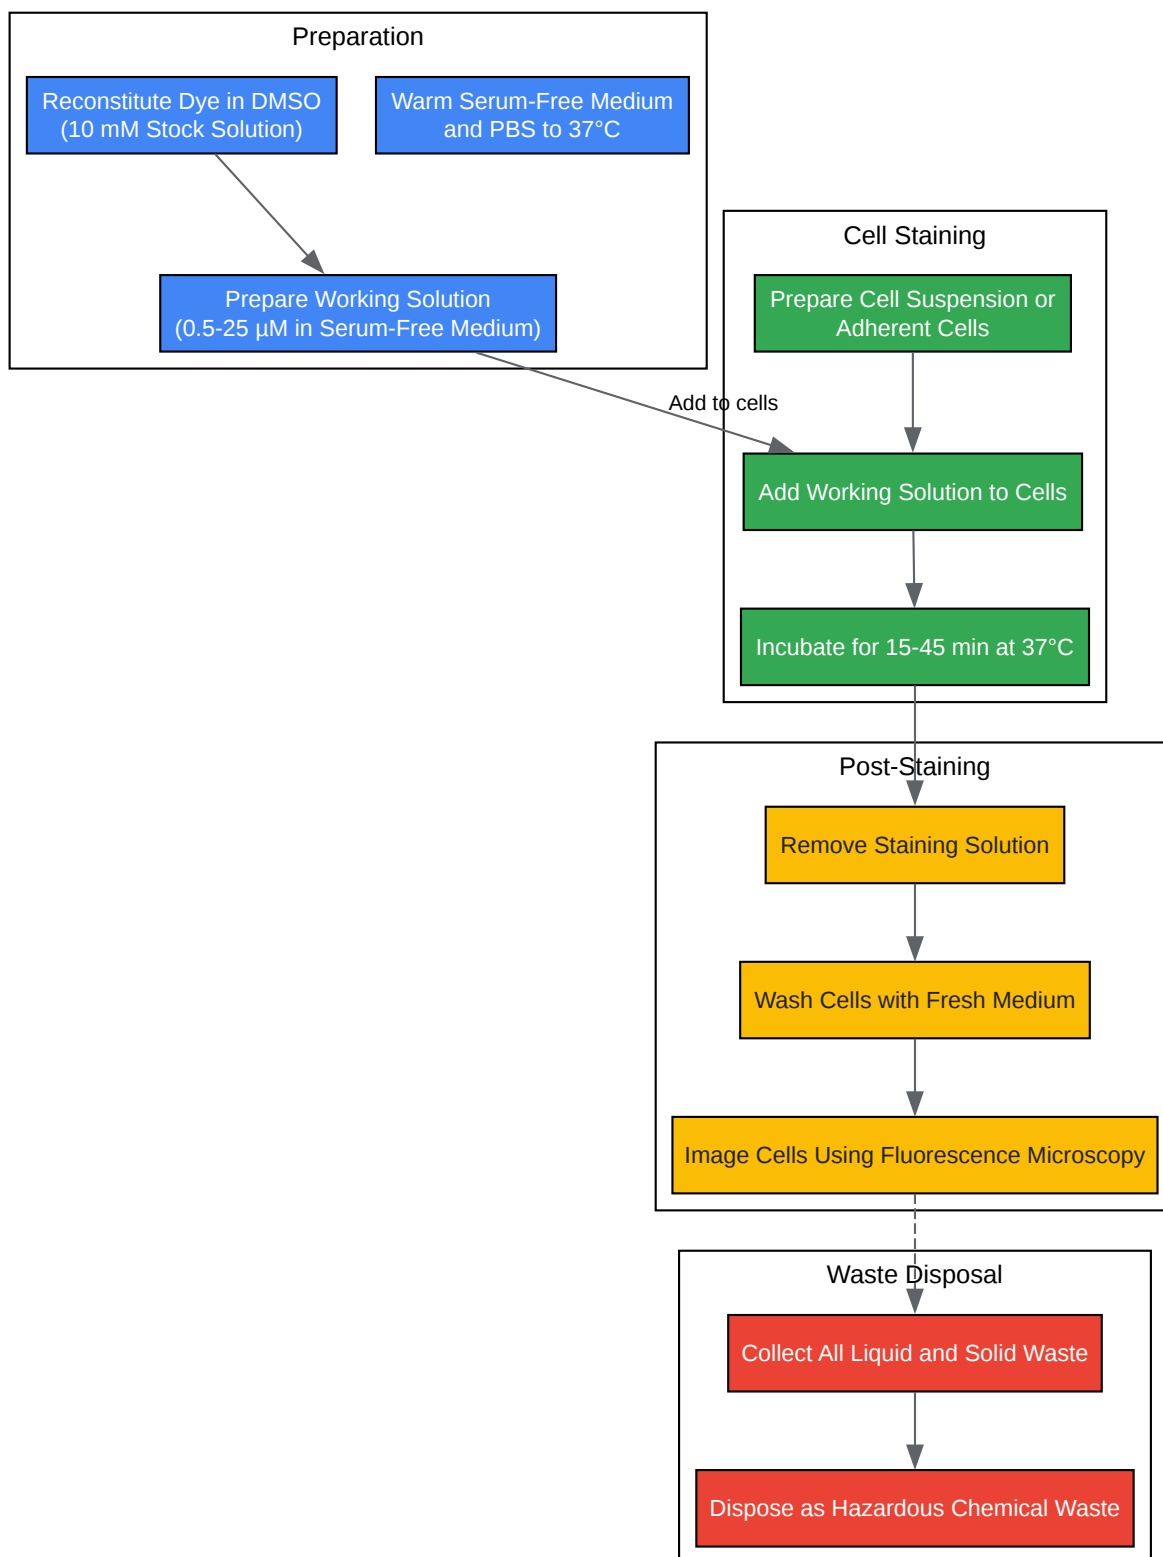 Preparation
Reconstitute Dye in DMSO
(10 mM Stock Solution)
Warm Serum-Free Medium
and PBS to 37°C
Prepare Working Solution
(0.5-25 µM in Serum-Free Medium)
Add to cells
Cell Staining
Prepare Cell Suspension or
Adherent Cells
Add Working Solution to Cells
Incubate for 15-45 min at 37°C
Post-Staining
Remove Staining Solution
Wash Cells with Fresh Medium
Image Cells Using Fluorescence Microscopy
Waste Disposal
Collect All Liquid and Solid Waste
Dispose as Hazardous Chemical Waste